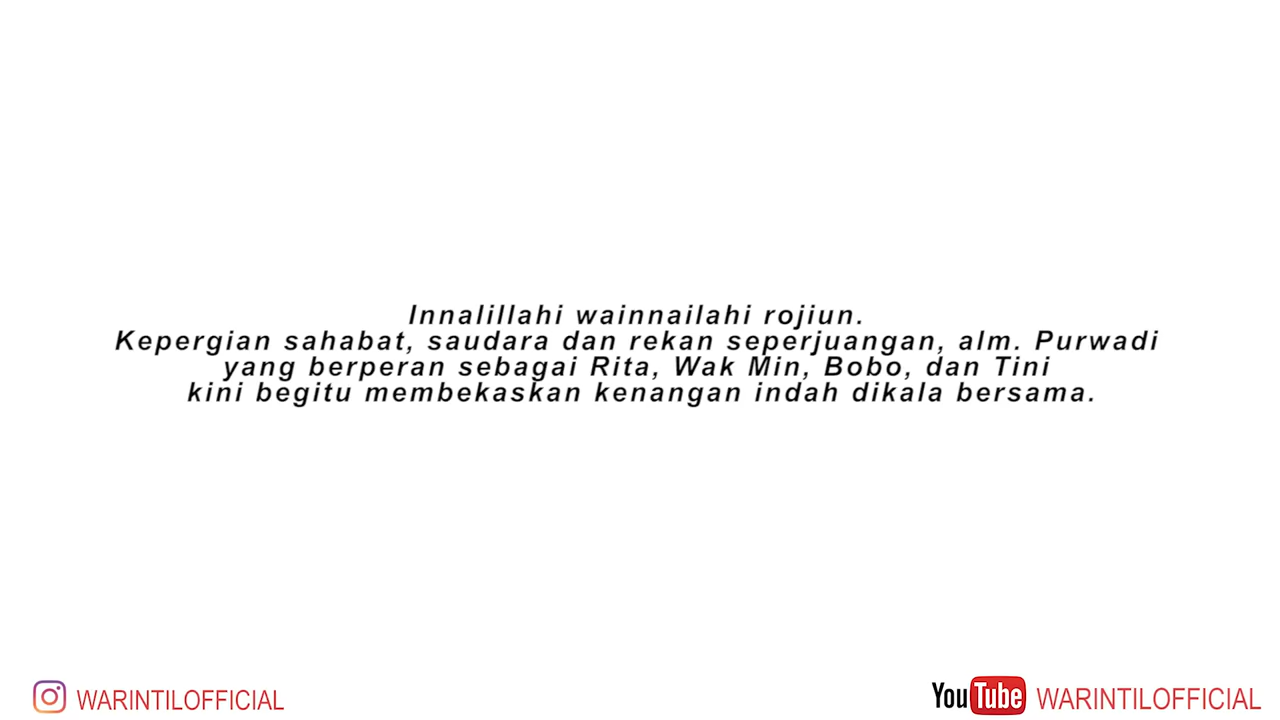 Innalillahi wainnailahi rojiun.
Kepergian sahabat, saudara dan rekan seperjuangan, alm. Purwadi
yang berperan sebagai Rita, Wak Min, Bobo, dan Tini
kini begitu membekaskan kenangan indah dikala bersama.
WARINTILOFFICIAL
YouTube WARINTILOFFICIAL